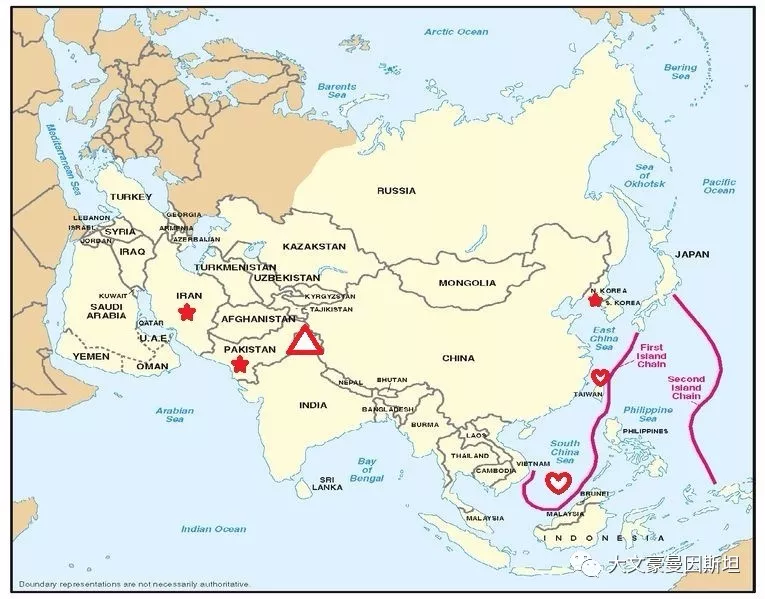 Arctic Ocean
Bering
Sea
Barents
Sea
Mediterranean Sea
RUSSIA
Sea
of
Okhotsk
Pacific
Ocean
TURKEY
GEORGIA
LEBANON
ISRAEL
SYRIA
ARMENIA
JORDAN
AZERBAIJAN
IRAQ
KAZAKSTAN
JAPAN
TURKMENISTAN
UZBEKISTAN
MONGOLIA
KUWAIT
IRAN
KYRGYZSTAN
N. KOREA
S. KOREA
SAUDI
ARABIA
TAJIKISTAN
QATAR
AFGHANISTAN
U.A.E.
East
China
Sea
PAKISTAN
CHINA
First
Island
Chain
YEMEN
OMAN
NEPAL
BHUTAN
Second
Island
Chain
TAIWAN
INDIA
BANGLADESH
BURMA
Arabian
Sea
Philippine
Sea
PHILIPPINES
LAOS
South
China
Sea
THAILAND
VIETNAM
CAMBODIA
Bay
of
Bengal
SRI
LANKA
BRUNEI
MALAYSIA
MALAYSIA
Indian Ocean
INDONESIA
大文豪曼因斯坦
Boundary representations are not necessarily authoritative.